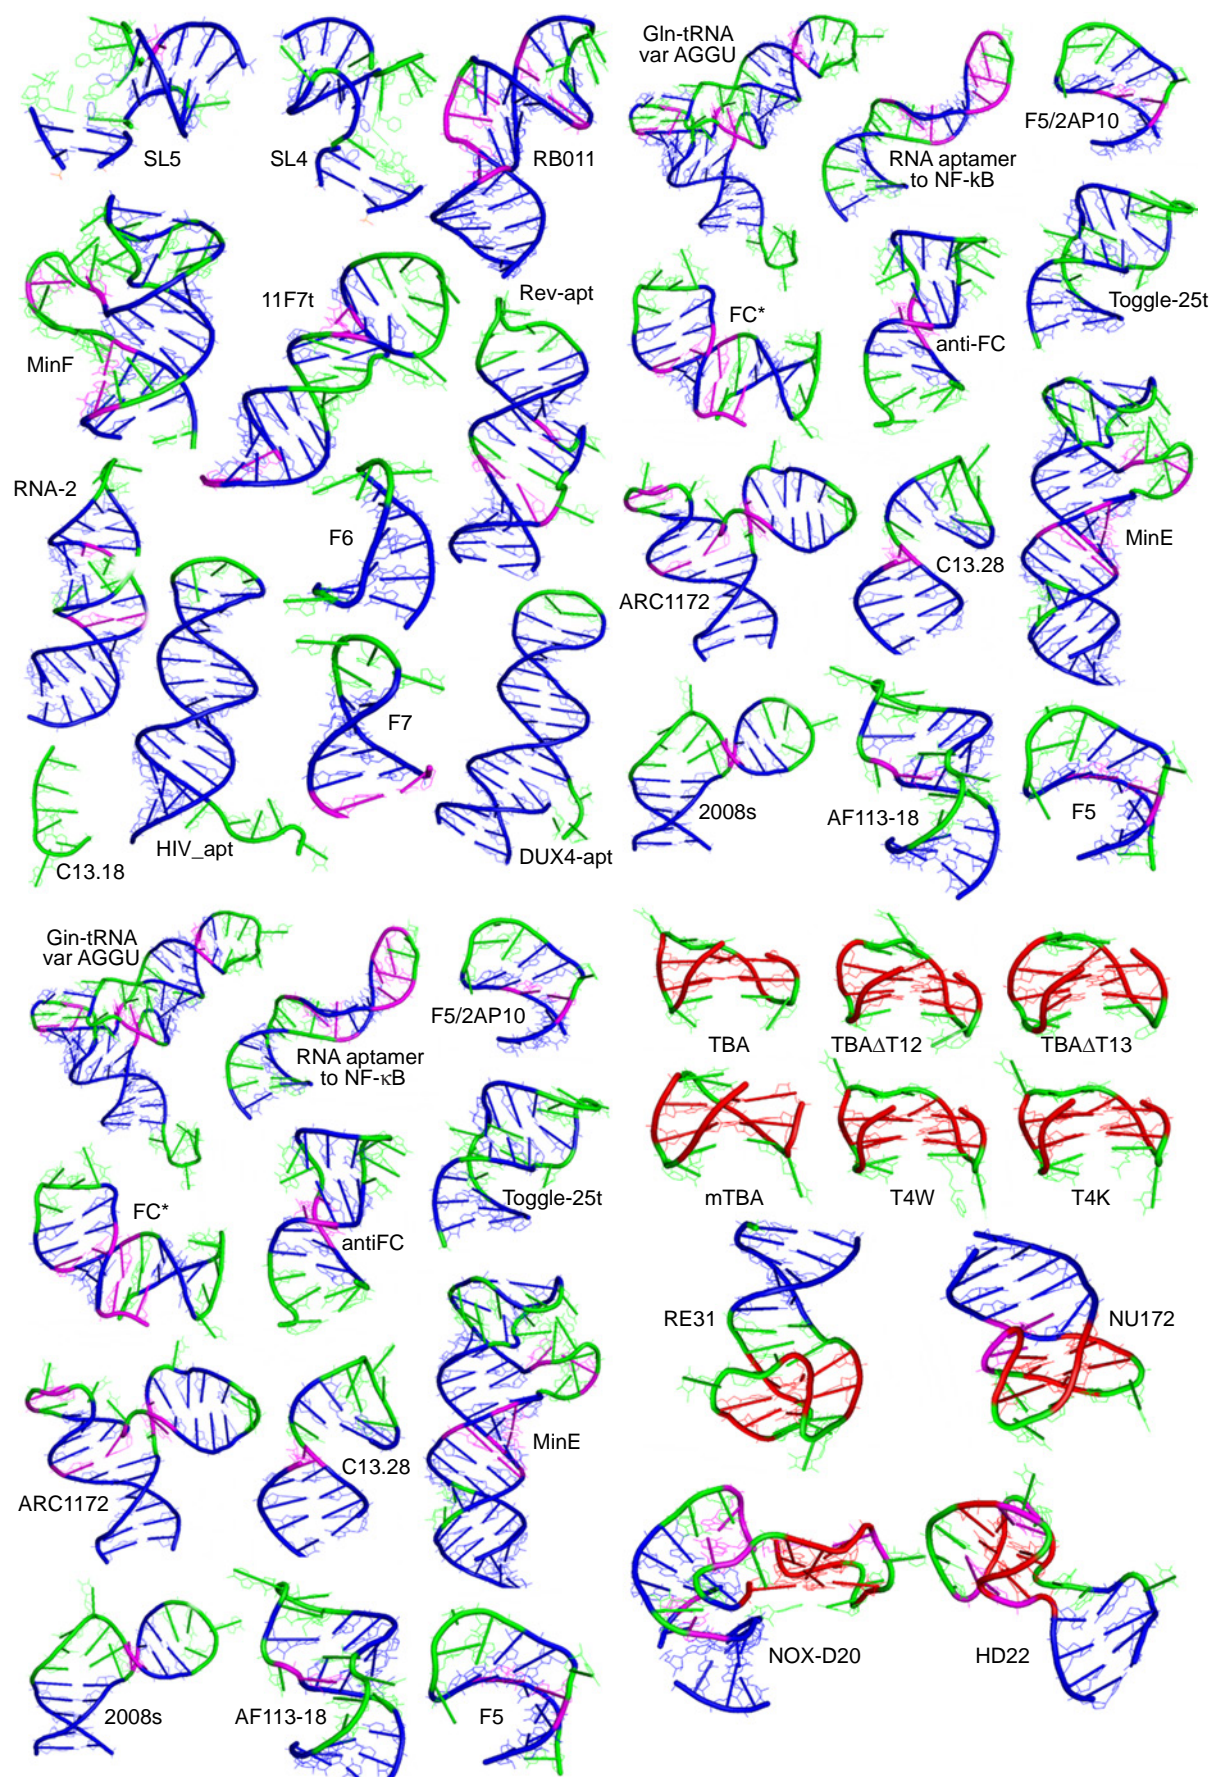 SL5
SL4
RB011
MinF
11F7t
Rev-apt
RNA-2
F6
F7
HIV_apt
C13.18
DUX4-apt
Gln-tRNA
var AGGU
RNA aptamer
to NF-kB
F5/2AP10
Toggle-25t
FC*
anti-FC
ARC1172
C13.28
MinE
2008s
AF113-18
F5
Gin-tRNA
var AGGU
RNA aptamer
to NF-κB
F5/2AP10
Toggle-25t
FC*
antiFC
ARC1172
C13.28
MinE
2008s
AF113-18
F5
TBA
TBAΔT12
TBAΔT13
mTBA
T4W
T4K
RE31
NU172
NOX-D20
HD22